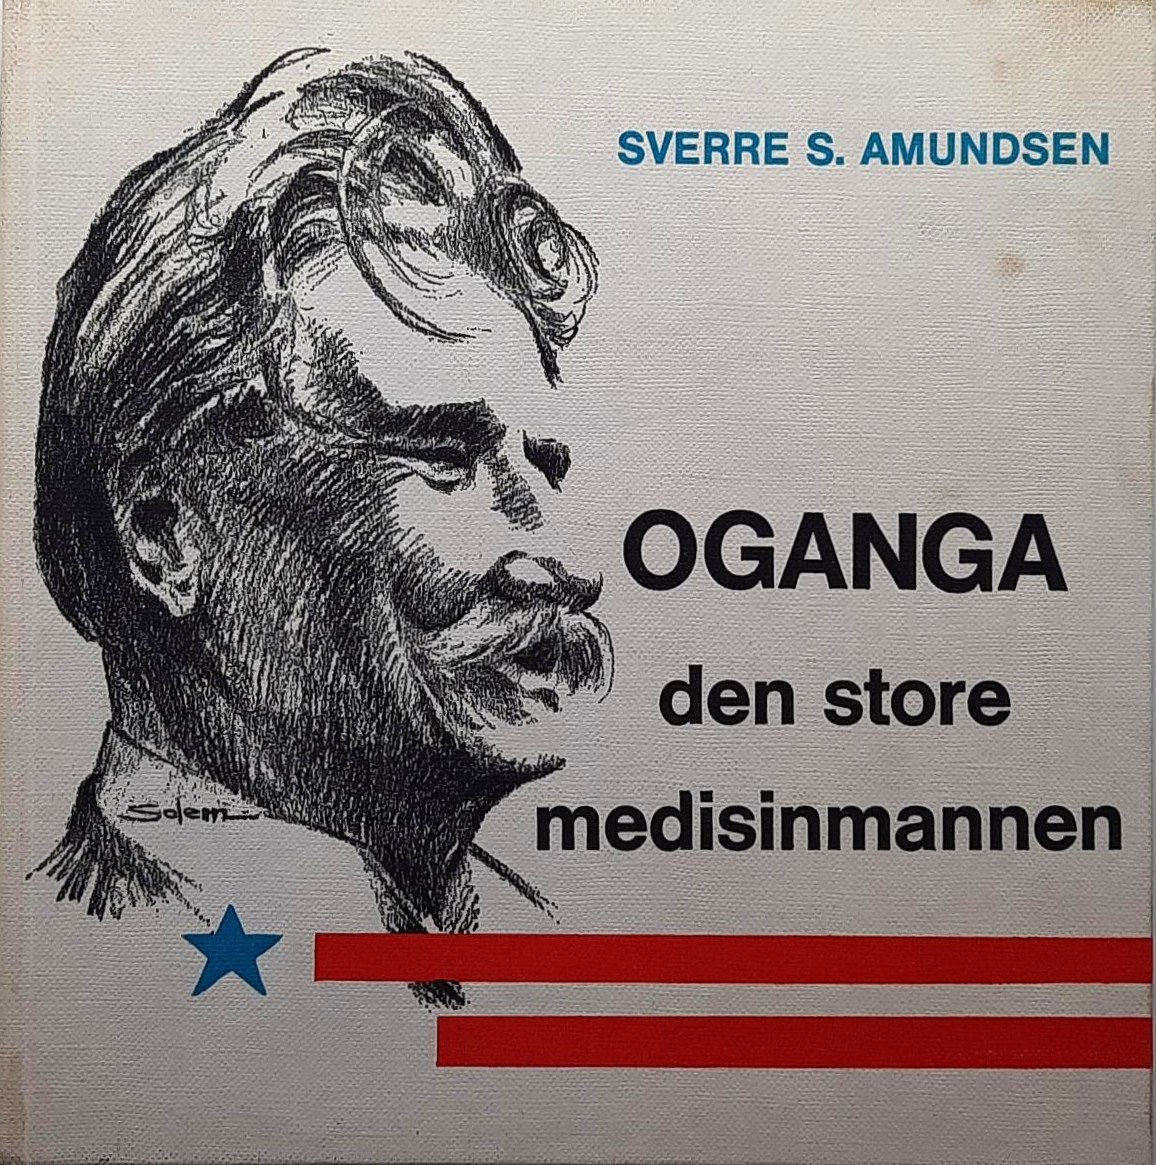 SVERRE S. AMUNDSEN
OGANGA
den store
medisinmannen
Solem